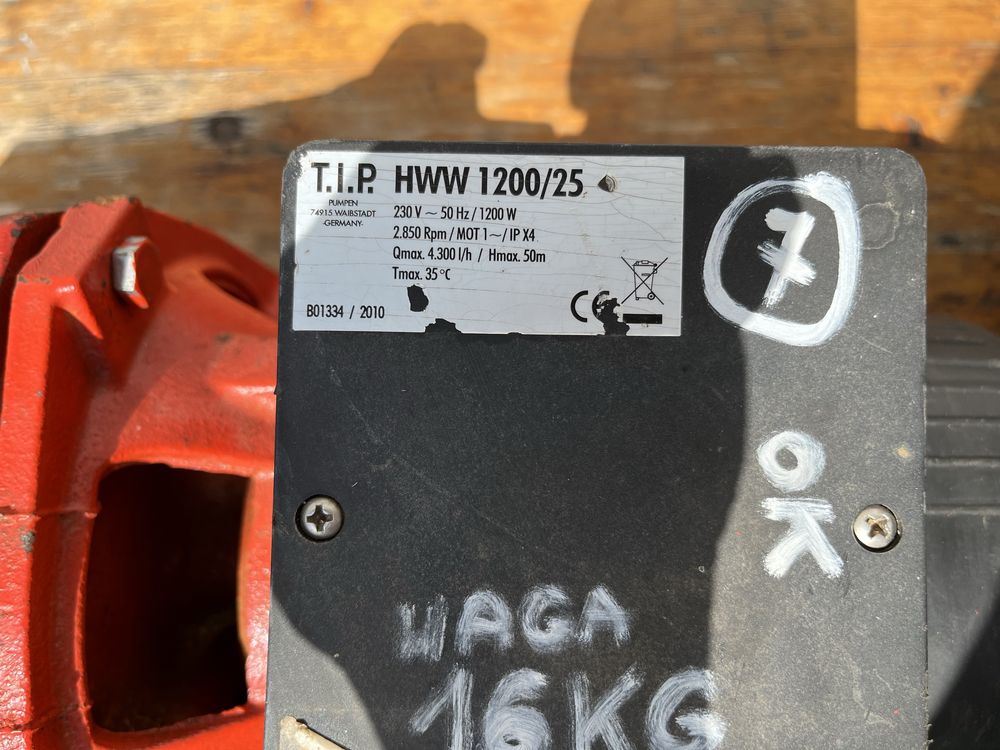 T.I.P. HWW 1200/25
PUMPEN
74915 WAIBSTADT
-GERMANY-
230 V ~ 50 Hz / 1200 W
2.850 Rpm / MOT 1~/ IP X4
Qmax. 4.300 l/h / Hmax. 50m
Tmax. 35°C
B01334 / 2010
CE
7
OK
WAGA
16KG